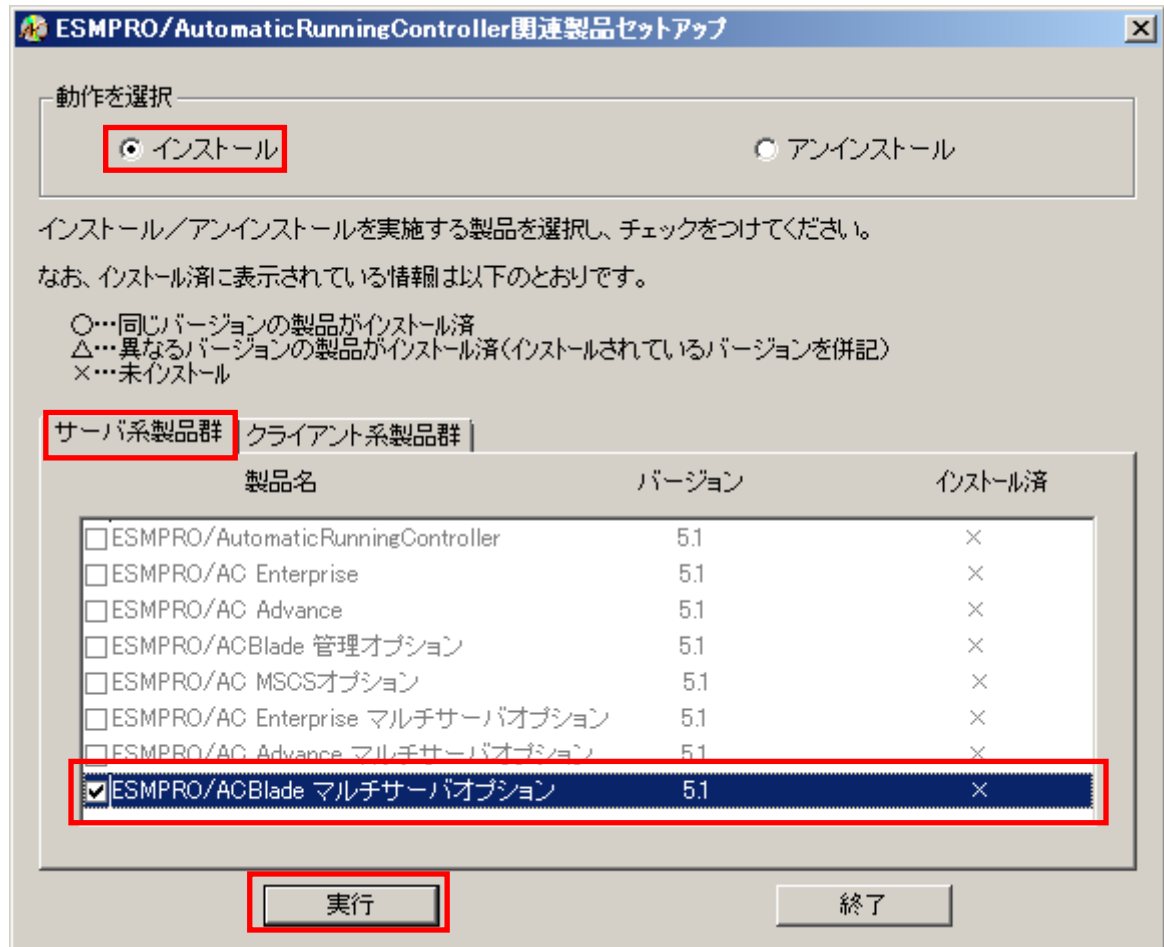 ESMPRO/AutomaticRunningController関連製品セットアップ
動作を選択
インストール アンインストール
インストール/アンインストールを実施する製品を選択し、チェックをつけてください。
なお、インストール済に表示されている情報は以下のとおりです。
○…同じバージョンの製品がインストール済
△…異なるバージョンの製品がインストール済(インストールされているバージョンを併記)
×…未インストール
サーバ系製品群 クライアント系製品群
製品名 バージョン インストール済
ESMPRO/AutomaticRunningController 5.1 ×
ESMPRO/AC Enterprise 5.1 ×
ESMPRO/AC Advance 5.1 ×
ESMPRO/ACBlade 管理オプション 5.1 ×
ESMPRO/AC MSCSオプション 5.1 ×
ESMPRO/AC Enterprise マルチサーバオプション 5.1 ×
ESMPRO/AC Advance マルチサーバオプション 5.1 ×
ESMPRO/ACBlade マルチサーバオプション 5.1 ×
実行 終了